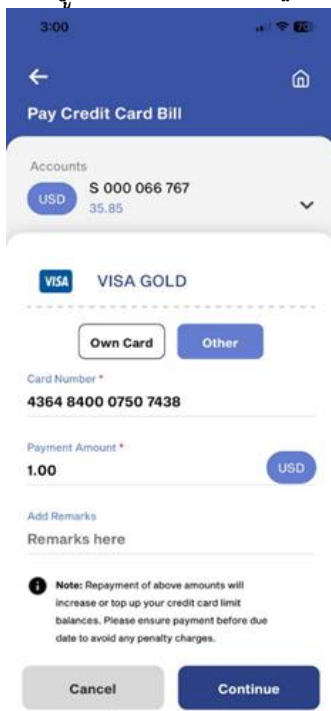 3:00
70
Pay Credit Card Bill
Accounts
USD
S 000 066 767
35.85
VISA
VISA GOLD
Own Card
Other
Card Number *
4364 8400 0750 7438
Payment Amount *
1.00
USD
Add Remarks
Remarks here
Note: Repayment of above amounts will
increase or top up your credit card limit
balances. Please ensure payment before due
date to avoid any penalty charges.
Cancel
Continue